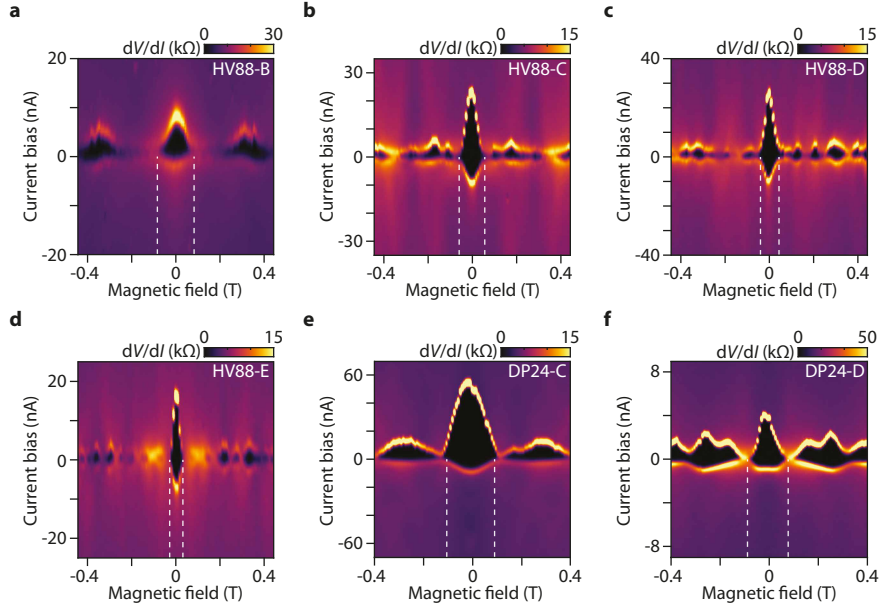 a
dV/dI (kΩ)
0 30
HV88-B
Current bias (nA)
20
0
-20
-0.4 0 0.4
Magnetic field (T)
b
dV/dI (kΩ)
0 15
HV88-C
Current bias (nA)
30
0
-30
-0.4 0 0.4
Magnetic field (T)
c
dV/dI (kΩ)
0 15
HV88-D
Current bias (nA)
40
0
-40
-0.4 0 0.4
Magnetic field (T)
d
dV/dI (kΩ)
0 15
HV88-E
Current bias (nA)
20
0
-20
-0.4 0 0.4
Magnetic field (T)
e
dV/dI (kΩ)
0 15
DP24-C
Current bias (nA)
60
0
-60
-0.4 0 0.4
Magnetic field (T)
f
dV/dI (kΩ)
0 50
DP24-D
Current bias (nA)
8
0
-8
-0.4 0 0.4
Magnetic field (T)